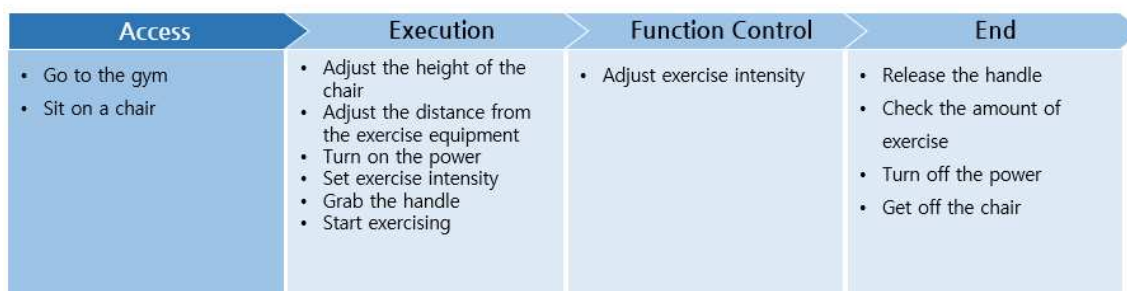 Access
• Go to the gym
• Sit on a chair
Execution
• Adjust the height of the
chair
• Adjust the distance from
the exercise equipment
• Turn on the power
• Set exercise intensity
• Grab the handle
• Start exercising
Function Control
• Adjust exercise intensity
End
• Release the handle
• Check the amount of
exercise
• Turn off the power
• Get off the chair